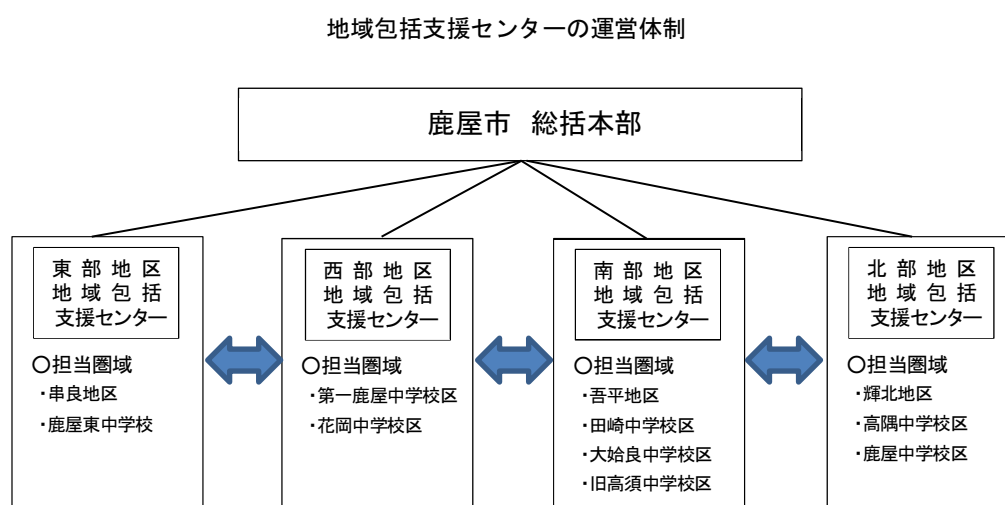 地域包括支援センターの運営体制
鹿屋市 総括本部
東部地区
地域包括
支援センター
○担当圏域
・串良地区
・鹿屋東中学校
西部地区
地域包括
支援センター
○担当圏域
・第一鹿屋中学校区
・花岡中学校区
南部地区
地域包括
支援センター
○担当圏域
・吾平地区
・田崎中学校区
・大姶良中学校区
・旧高須中学校区
北部地区
地域包括
支援センター
○担当圏域
・輝北地区
・高隅中学校区
・鹿屋中学校区